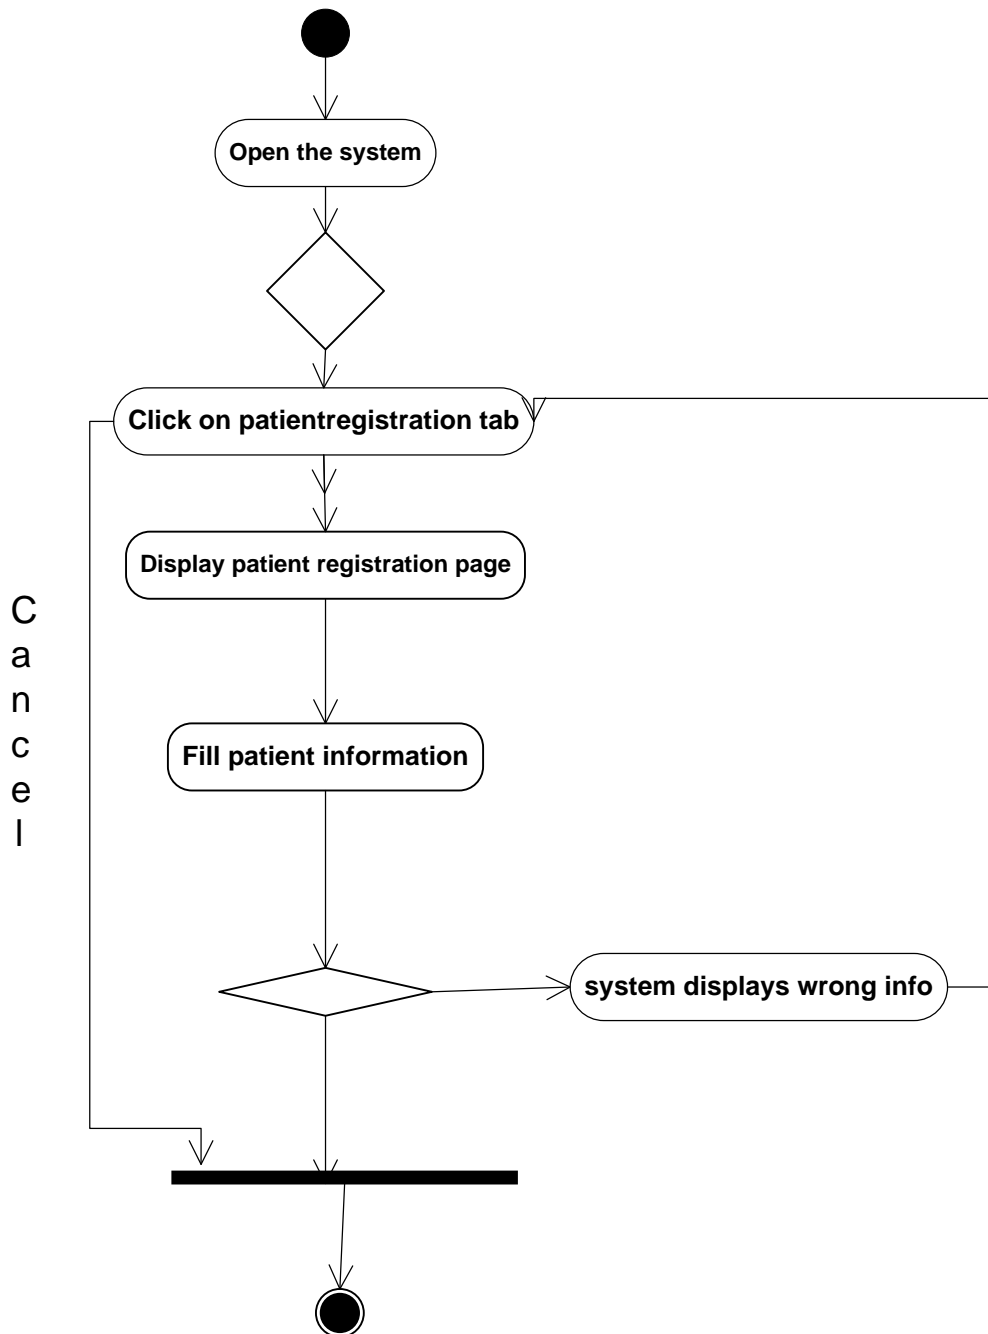 Open the system
Click on patientregistration tab
Display patient registration page
C
a
n
c
e
l
Fill patient information
system displays wrong info